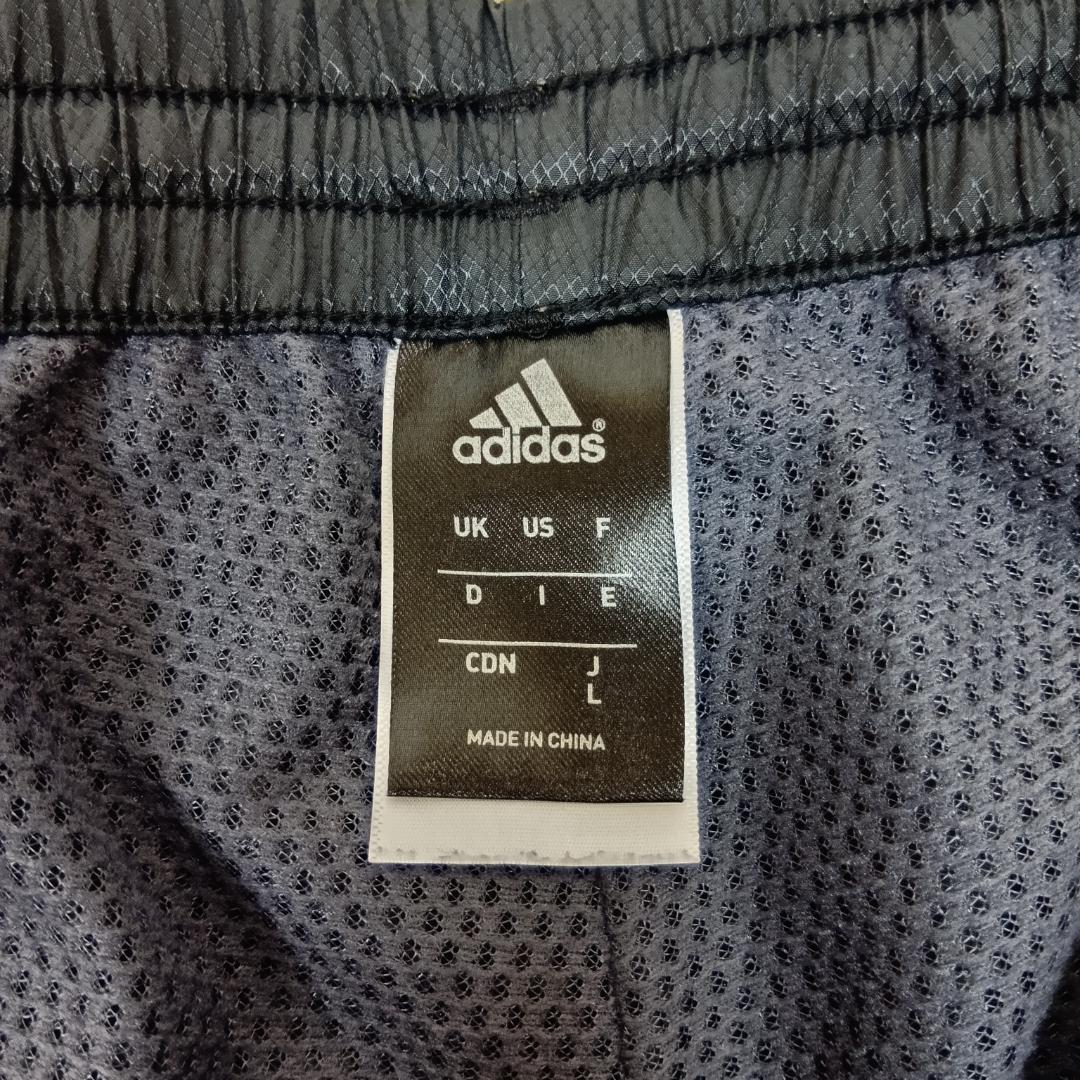 adidas®
UK US F
D I E
CDN J
L
MADE IN CHINA